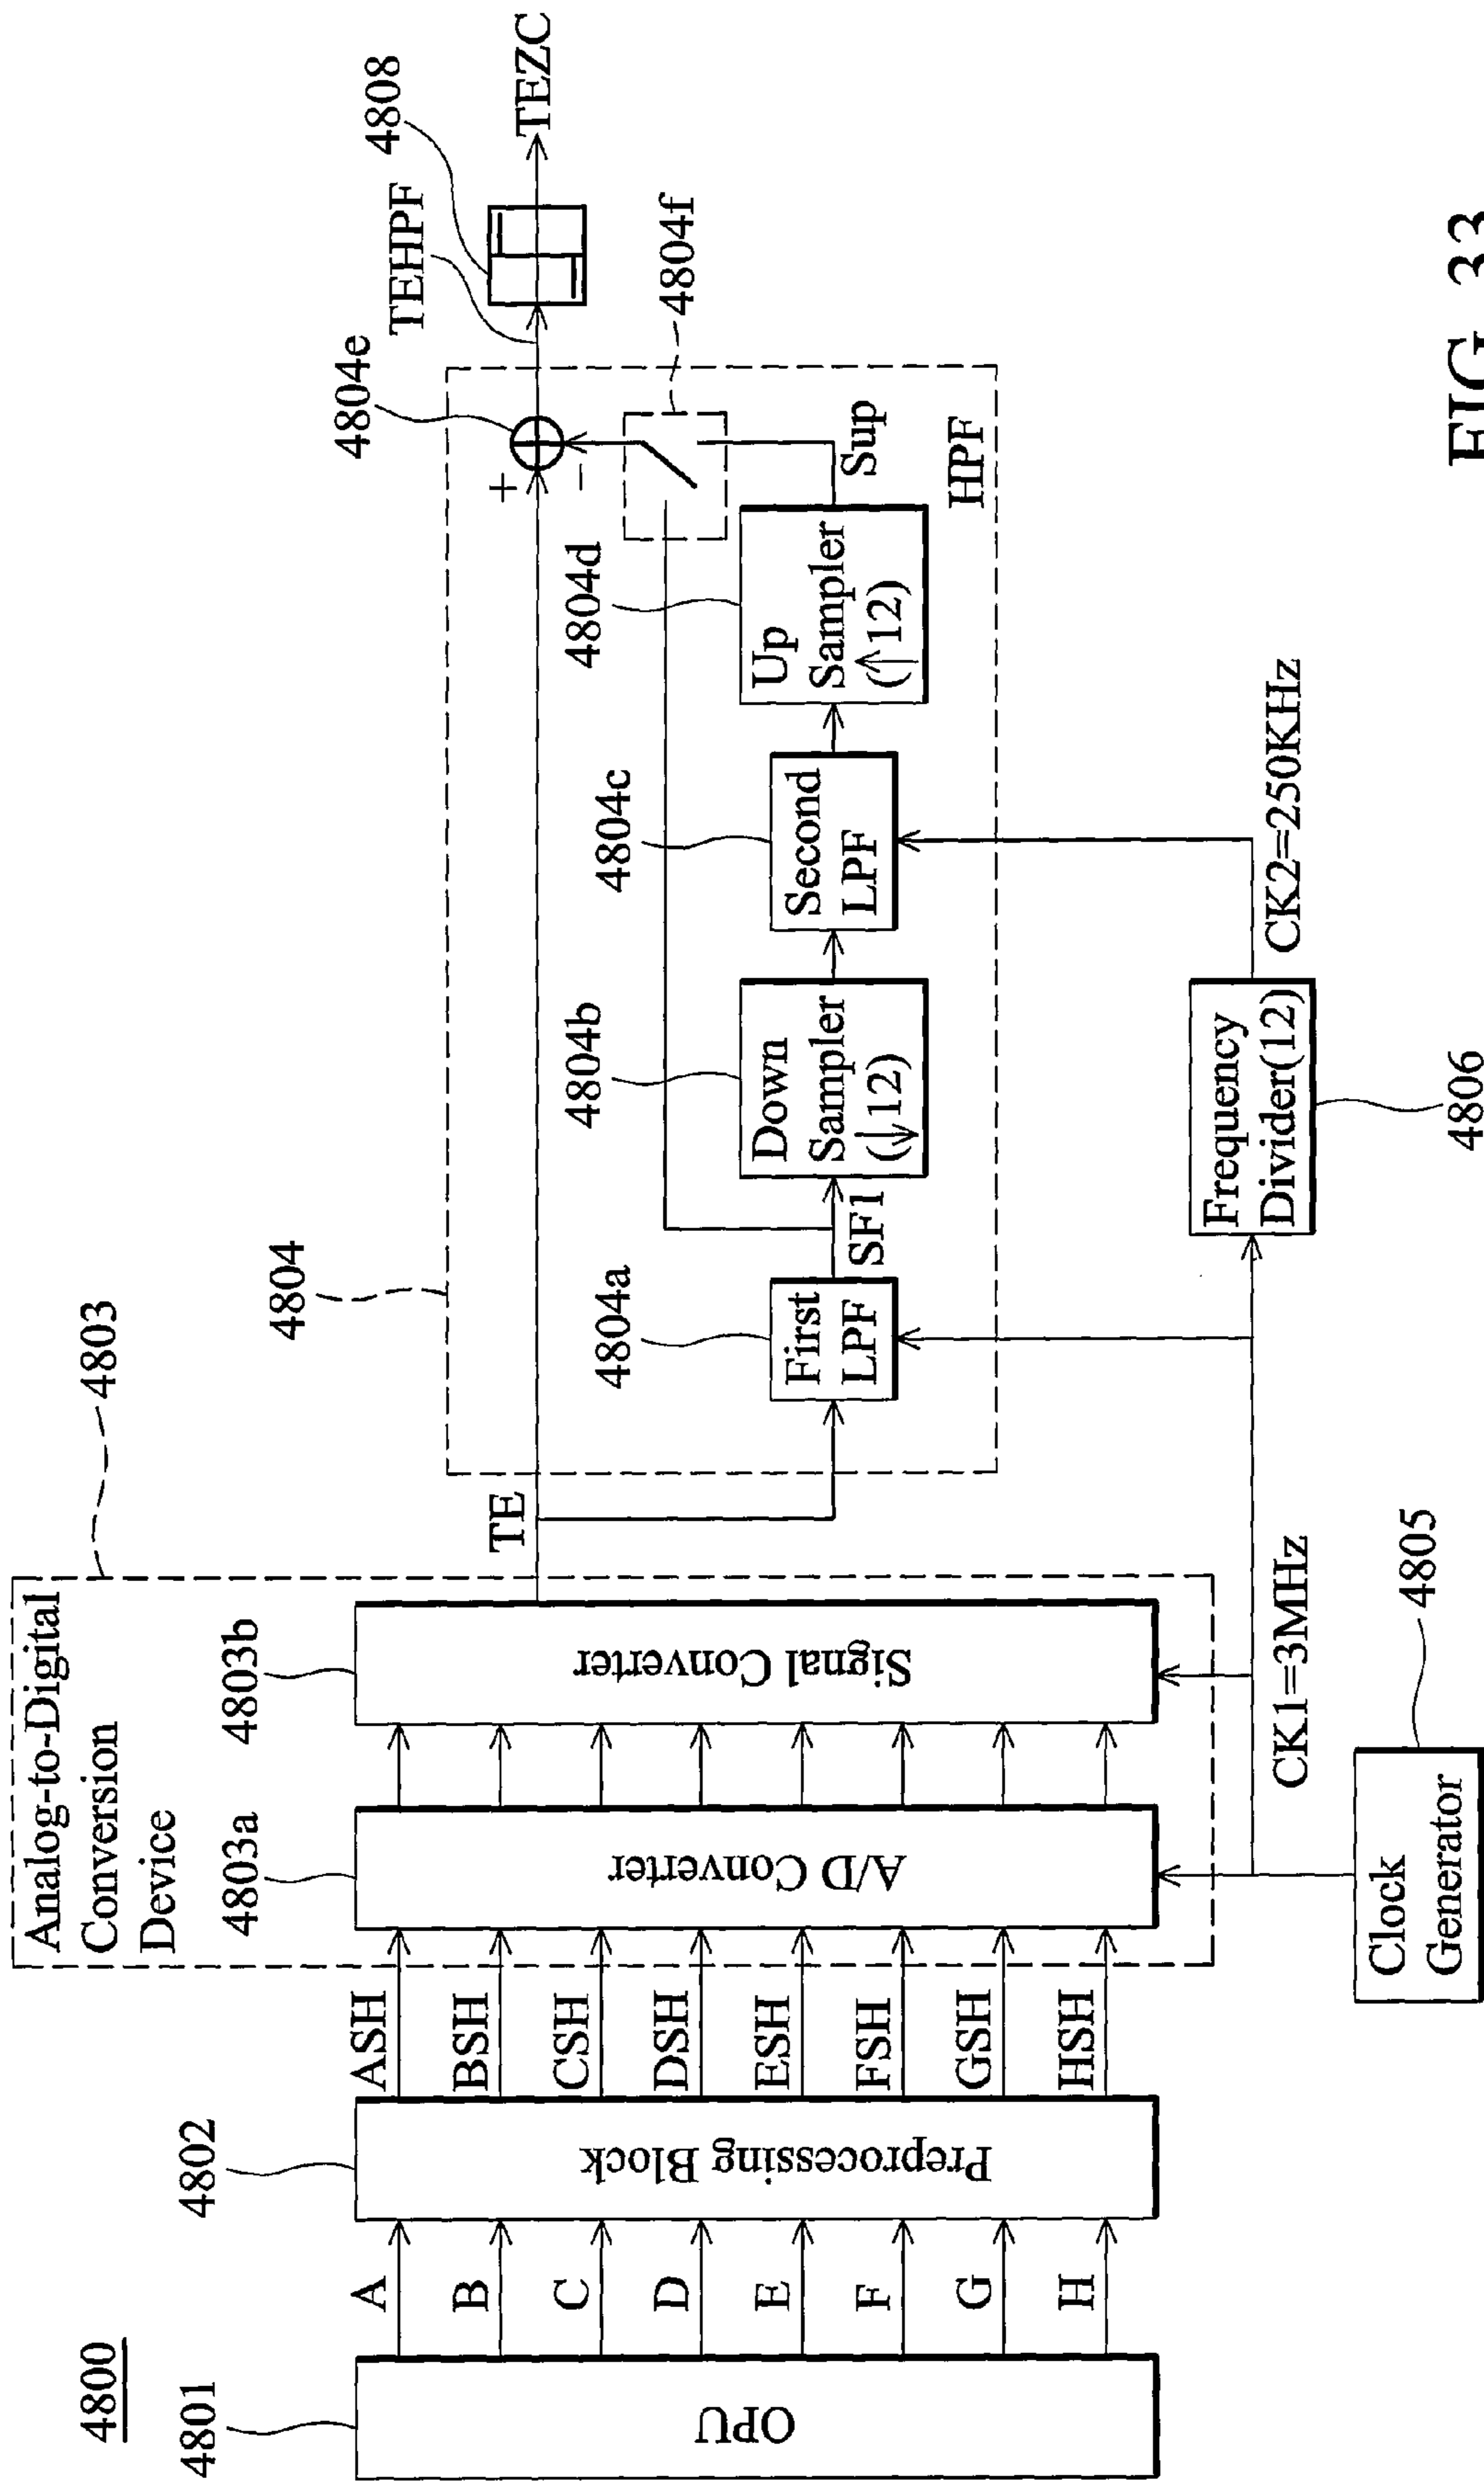 4800
4801
OPU
A
B
C
D
E
F
G
H
4802
Preprocessing Block
ASH
BSH
CSH
DSH
ESH
FSH
GSH
HSH
4803
Analog-to-Digital
Conversion
Device
4803a
A/D Converter
4803b
Signal Converter
Clock
Generator
4805
CK1=3MHz
TE
4804
4804a
First
LPF
SF1
4804b
Down
Sampler
(↓12)
4804c
Second
LPF
4804d
Up
Sampler
(↑12)
Sup
HPF
4804e
+
−
4804f
TEHPF
4808
TEZC
Frequency
Divider(12)
4806
CK2=250KHz
FIG. 33